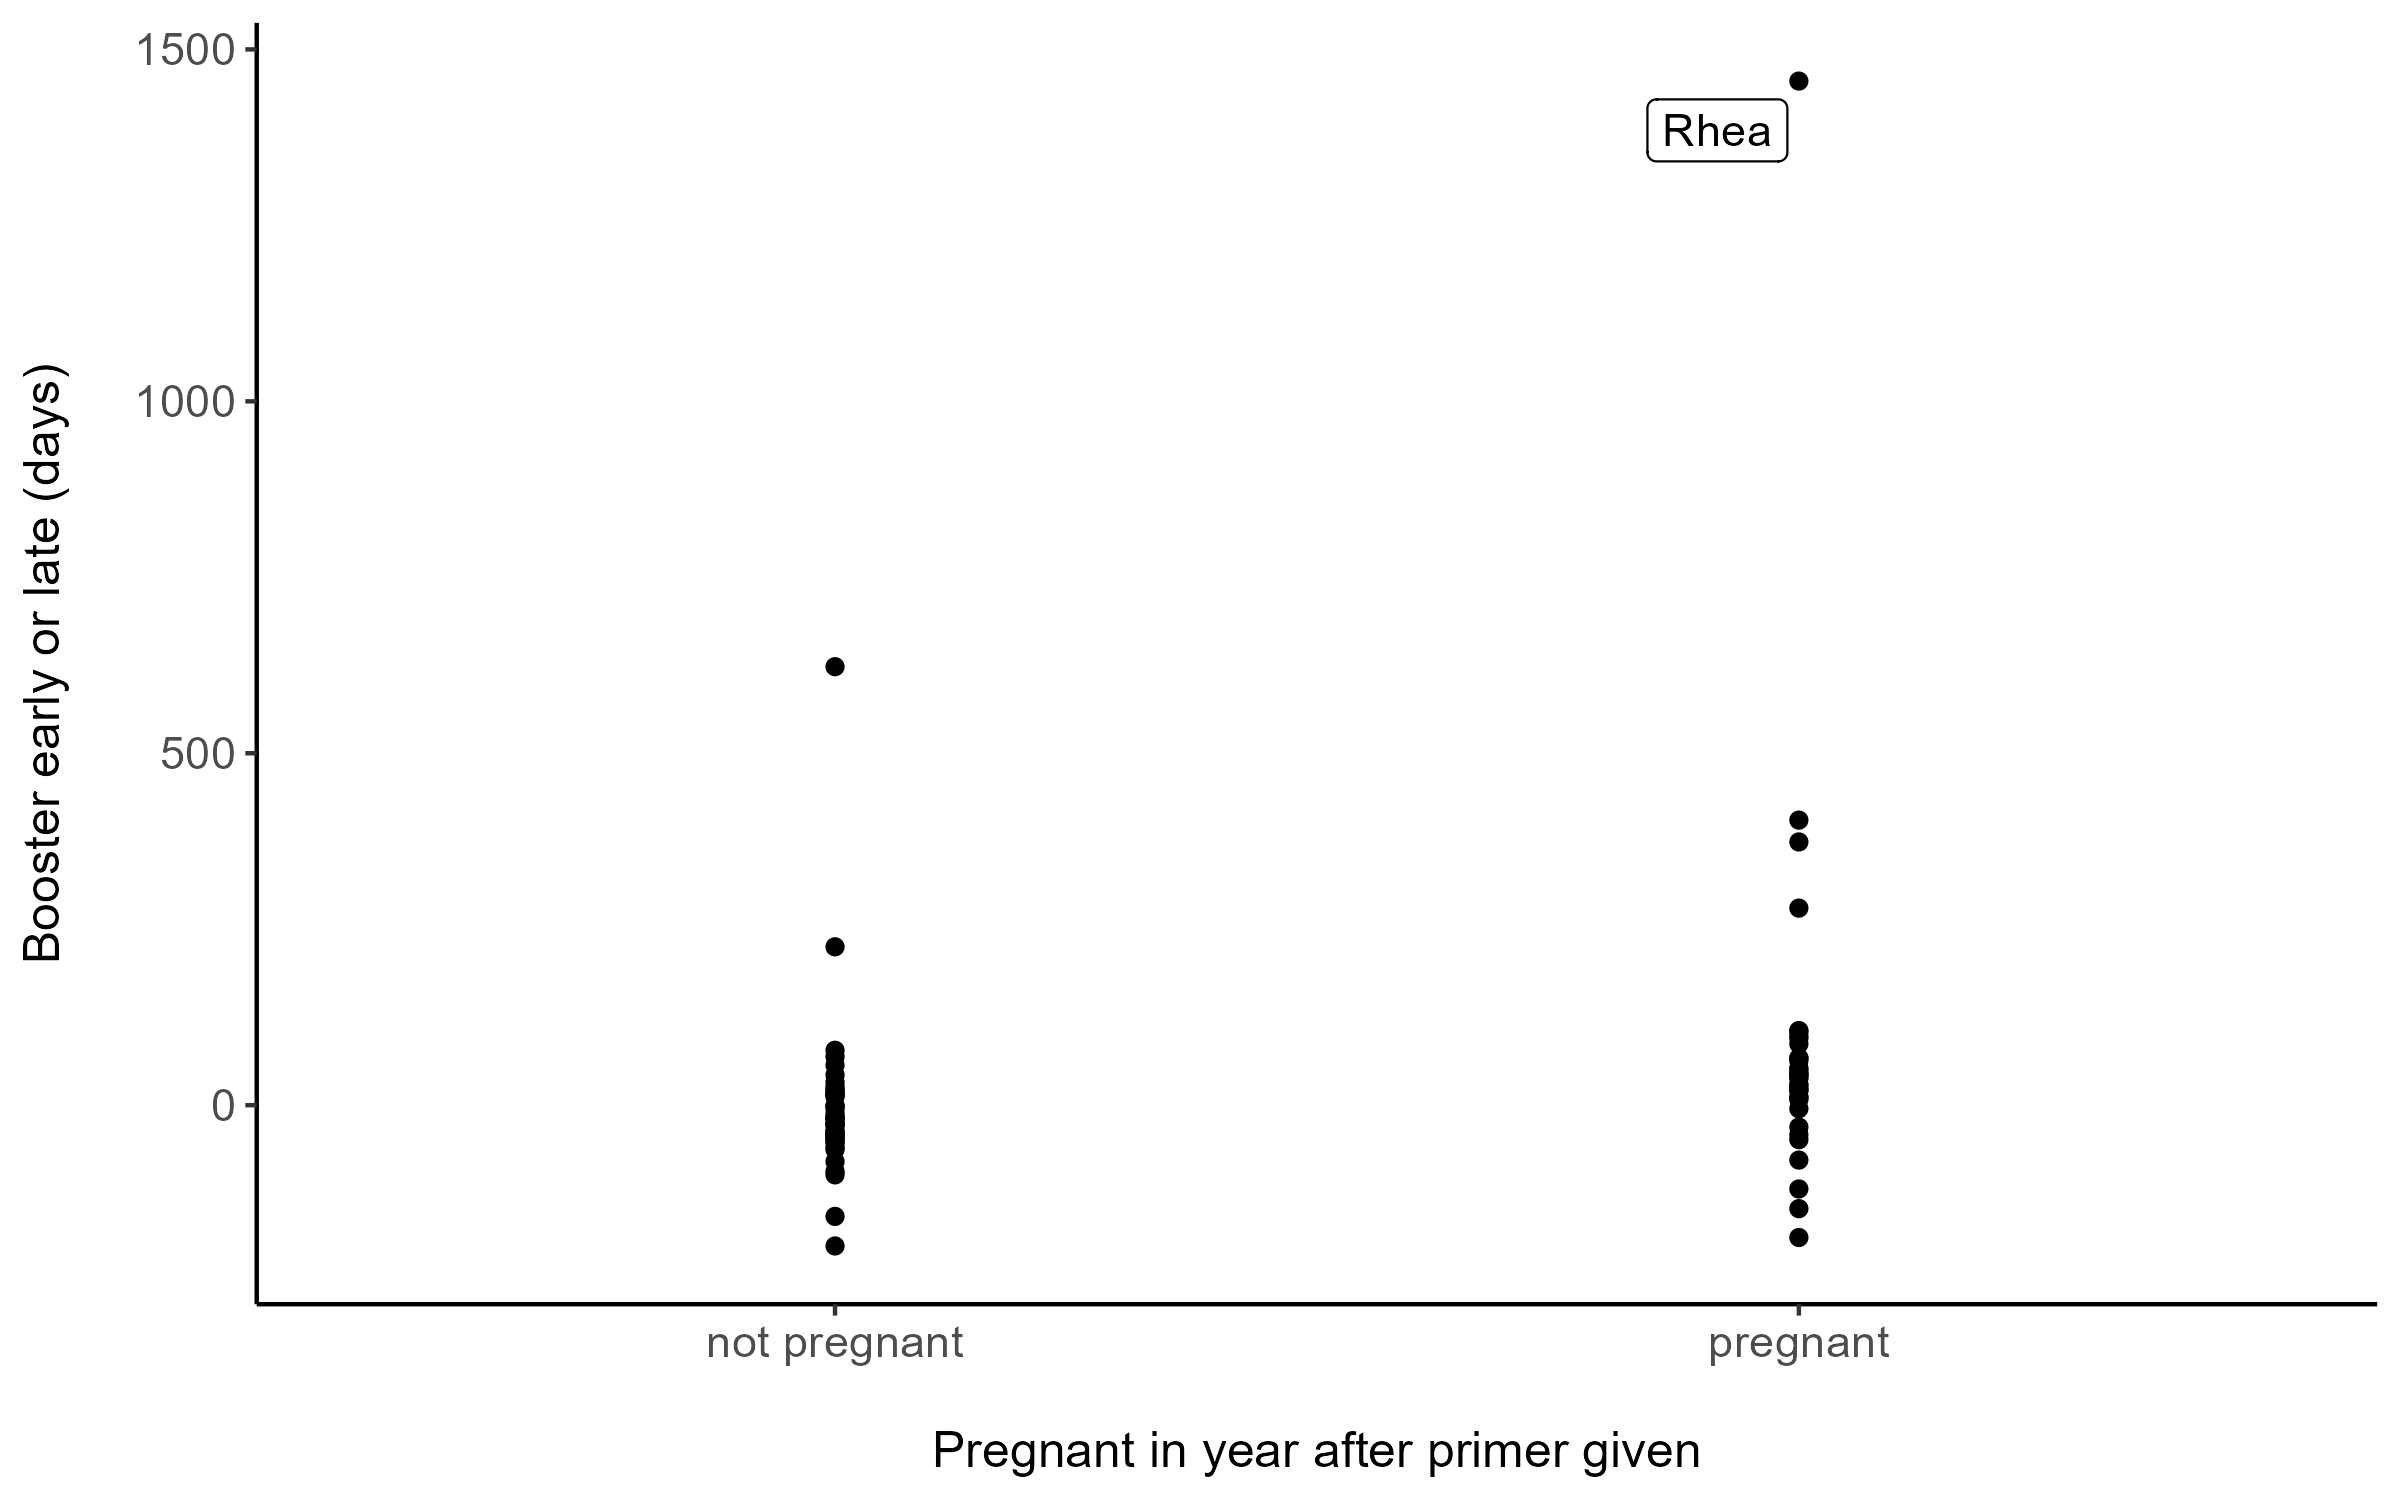 1500
Rhea
1000
500
0
Booster early or late (days)
not pregnant
pregnant
Pregnant in year after primer given